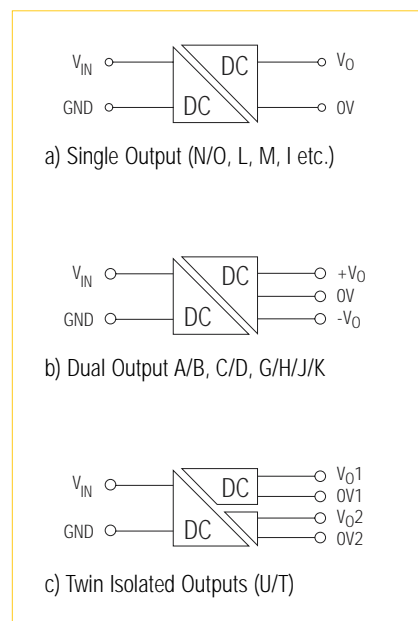 V_IN DC V_O
GND DC 0V
a) Single Output (N/O, L, M, I etc.)
V_IN DC +V_O
0V
GND DC -V_O
b) Dual Output A/B, C/D, G/H/J/K
V_IN DC V_O1
0V1
V_O2
GND DC 0V2
c) Twin Isolated Outputs (U/T)